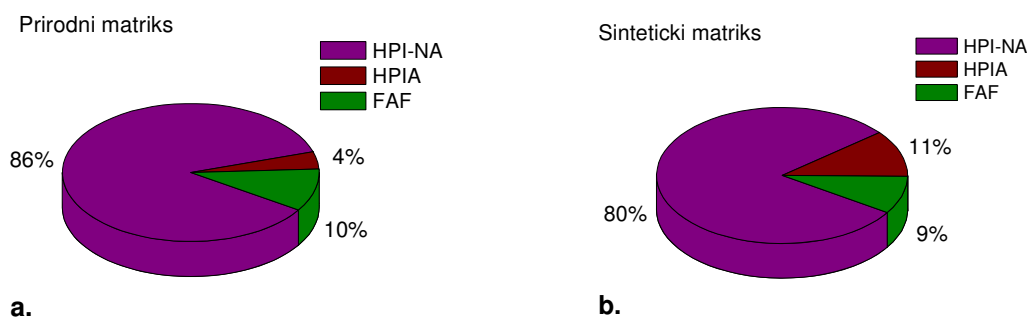 Prirodni matriks
HPI-NA
HPIA
FAF
86%
4%
10%
a.
Sinteticki matriks
HPI-NA
HPIA
FAF
11%
80%
9%
b.